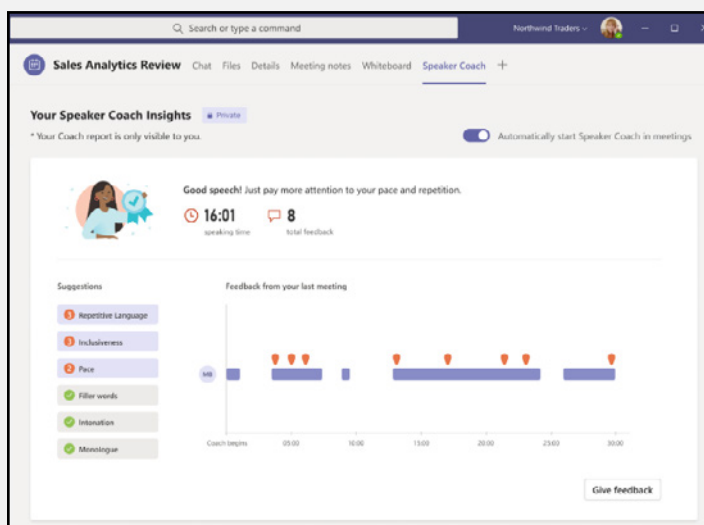 Search or type a command
Northwind Traders
Sales Analytics Review Chat Files Details Meeting notes Whiteboard Speaker Coach +
Your Speaker Coach Insights Private
* Your Coach report is only visible to you.
Automatically start Speaker Coach in meetings
Good speech! Just pay more attention to your pace and repetition.
16:01 8
speaking time total feedback
Suggestions
Feedback from your last meeting
Repetitive Language
Inclusiveness
2 Pace
Filler words
Intonation
Monologue
MB
Coach begins 05:00 10:00 15:00 20:00 25:00 30:00
Give feedback